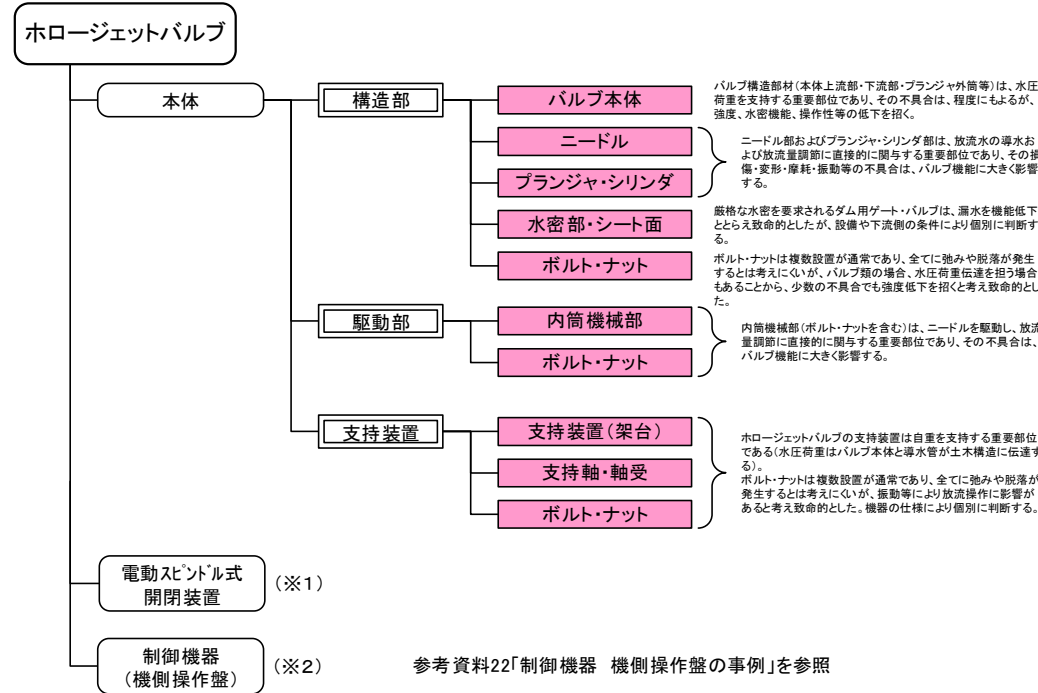 ホロージェットバルブ
本体
構造部
バルブ本体
バルブ構造部材(本体上流部・下流部・プランジャ外筒等)は、水圧
荷重を支持する重要部位であり、その不具合は、程度にもよるが、
強度、水密機能、操作性等の低下を招く。
ニードル
プランジャ・シリンダ
ニードル部およびプランジャ・シリンダ部は、放流水の導水お
よび放流量調節に直接的に関与する重要部位であり、その損
傷・変形・摩耗・振動等の不具合は、バルブ機能に大きく影響
する。
水密部・シート面
厳格な水密を要求されるダム用ゲート・バルブは、漏水を機能低下
ととらえ致命的としたが、設備や下流側の条件により個別に判断す
る。
ボルト・ナット
ボルト・ナットは複数設置が通常であり、全てに弛みや脱落が発生
するとは考えにくいが、バルブ類の場合、水圧荷重伝達を担う場合
もあることから、少数の不具合でも強度低下を招くと考え致命的とし
た。
駆動部
内筒機械部
ボルト・ナット
内筒機械部(ボルト・ナットを含む)は、ニードルを駆動し、放流
量調節に直接的に関与する重要部位であり、その不具合は、
バルブ機能に大きく影響する。
支持装置
支持装置(架台)
支持軸・軸受
ボルト・ナット
ホロージェットバルブの支持装置は自重を支持する重要部位
である(水圧荷重はバルブ本体と導水管が土木構造に伝達す
る)。
ボルト・ナットは複数設置が通常であり、全てに弛みや脱落が
発生するとは考えにくいが、振動等により放流操作に影響が
あると考え致命的とした。機器の仕様により個別に判断する。
電動ｽﾋﾟﾝﾄﾞﾙ式
開閉装置
(※1)
制御機器
(機側操作盤)
(※2)
参考資料22「制御機器 機側操作盤の事例」を参照